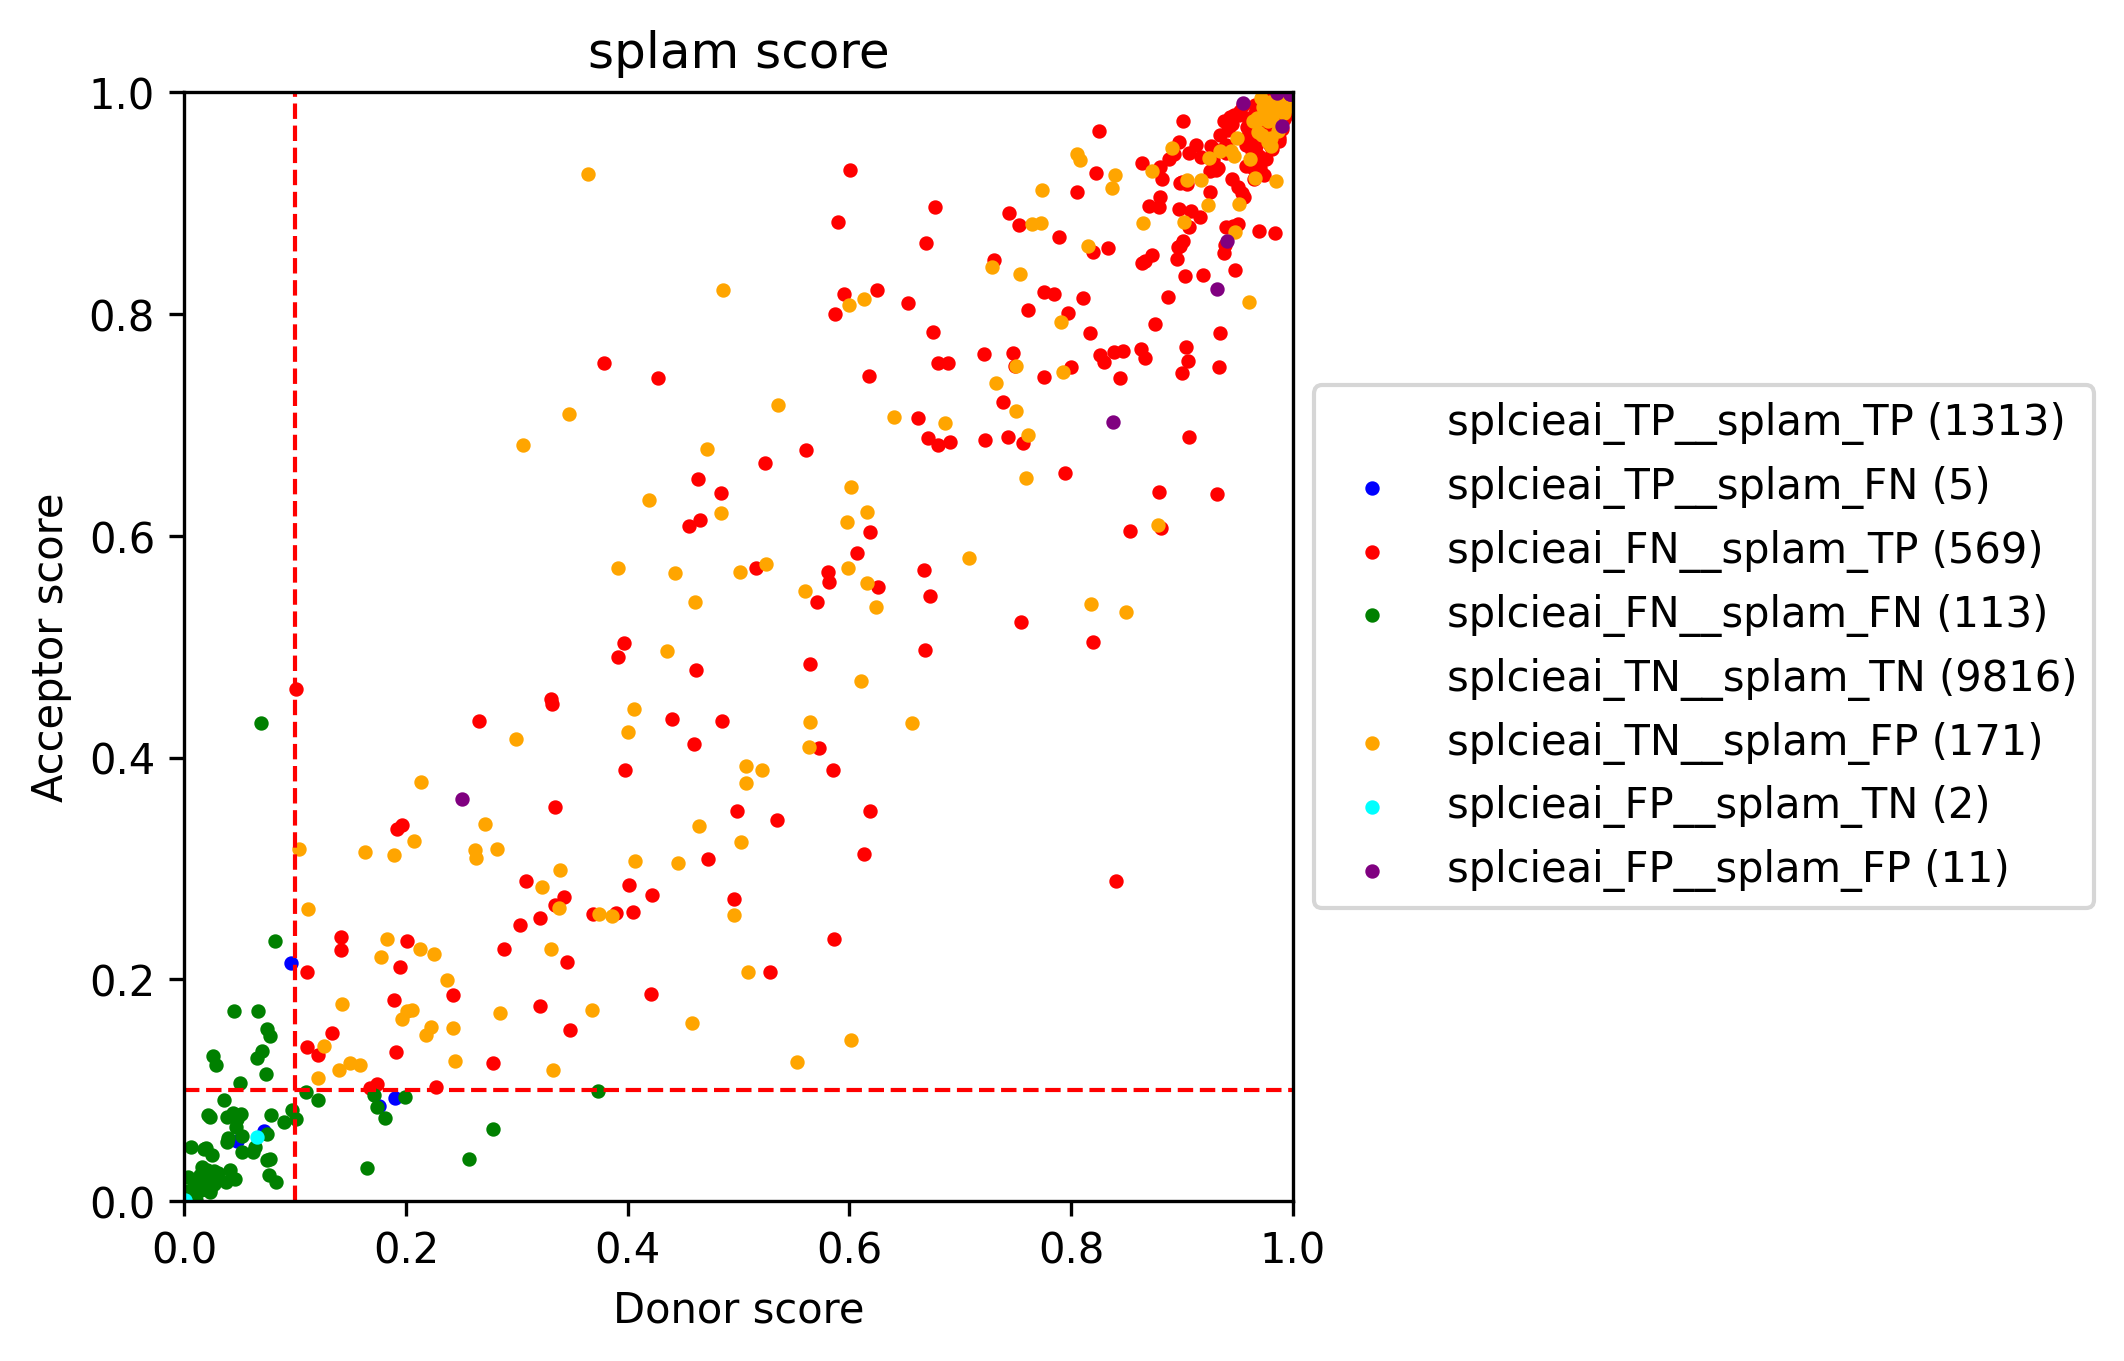 splam score
1.0
0.8
0.6
0.4
0.2
0.0
Acceptor score
0.0 0.2 0.4 0.6 0.8 1.0
Donor score
splcieai_TP__splam_TP (1313)
splcieai_TP__splam_FN (5)
splcieai_FN__splam_TP (569)
splcieai_FN__splam_FN (113)
splcieai_TN__splam_TN (9816)
splcieai_TN__splam_FP (171)
splcieai_FP__splam_TN (2)
splcieai_FP__splam_FP (11)